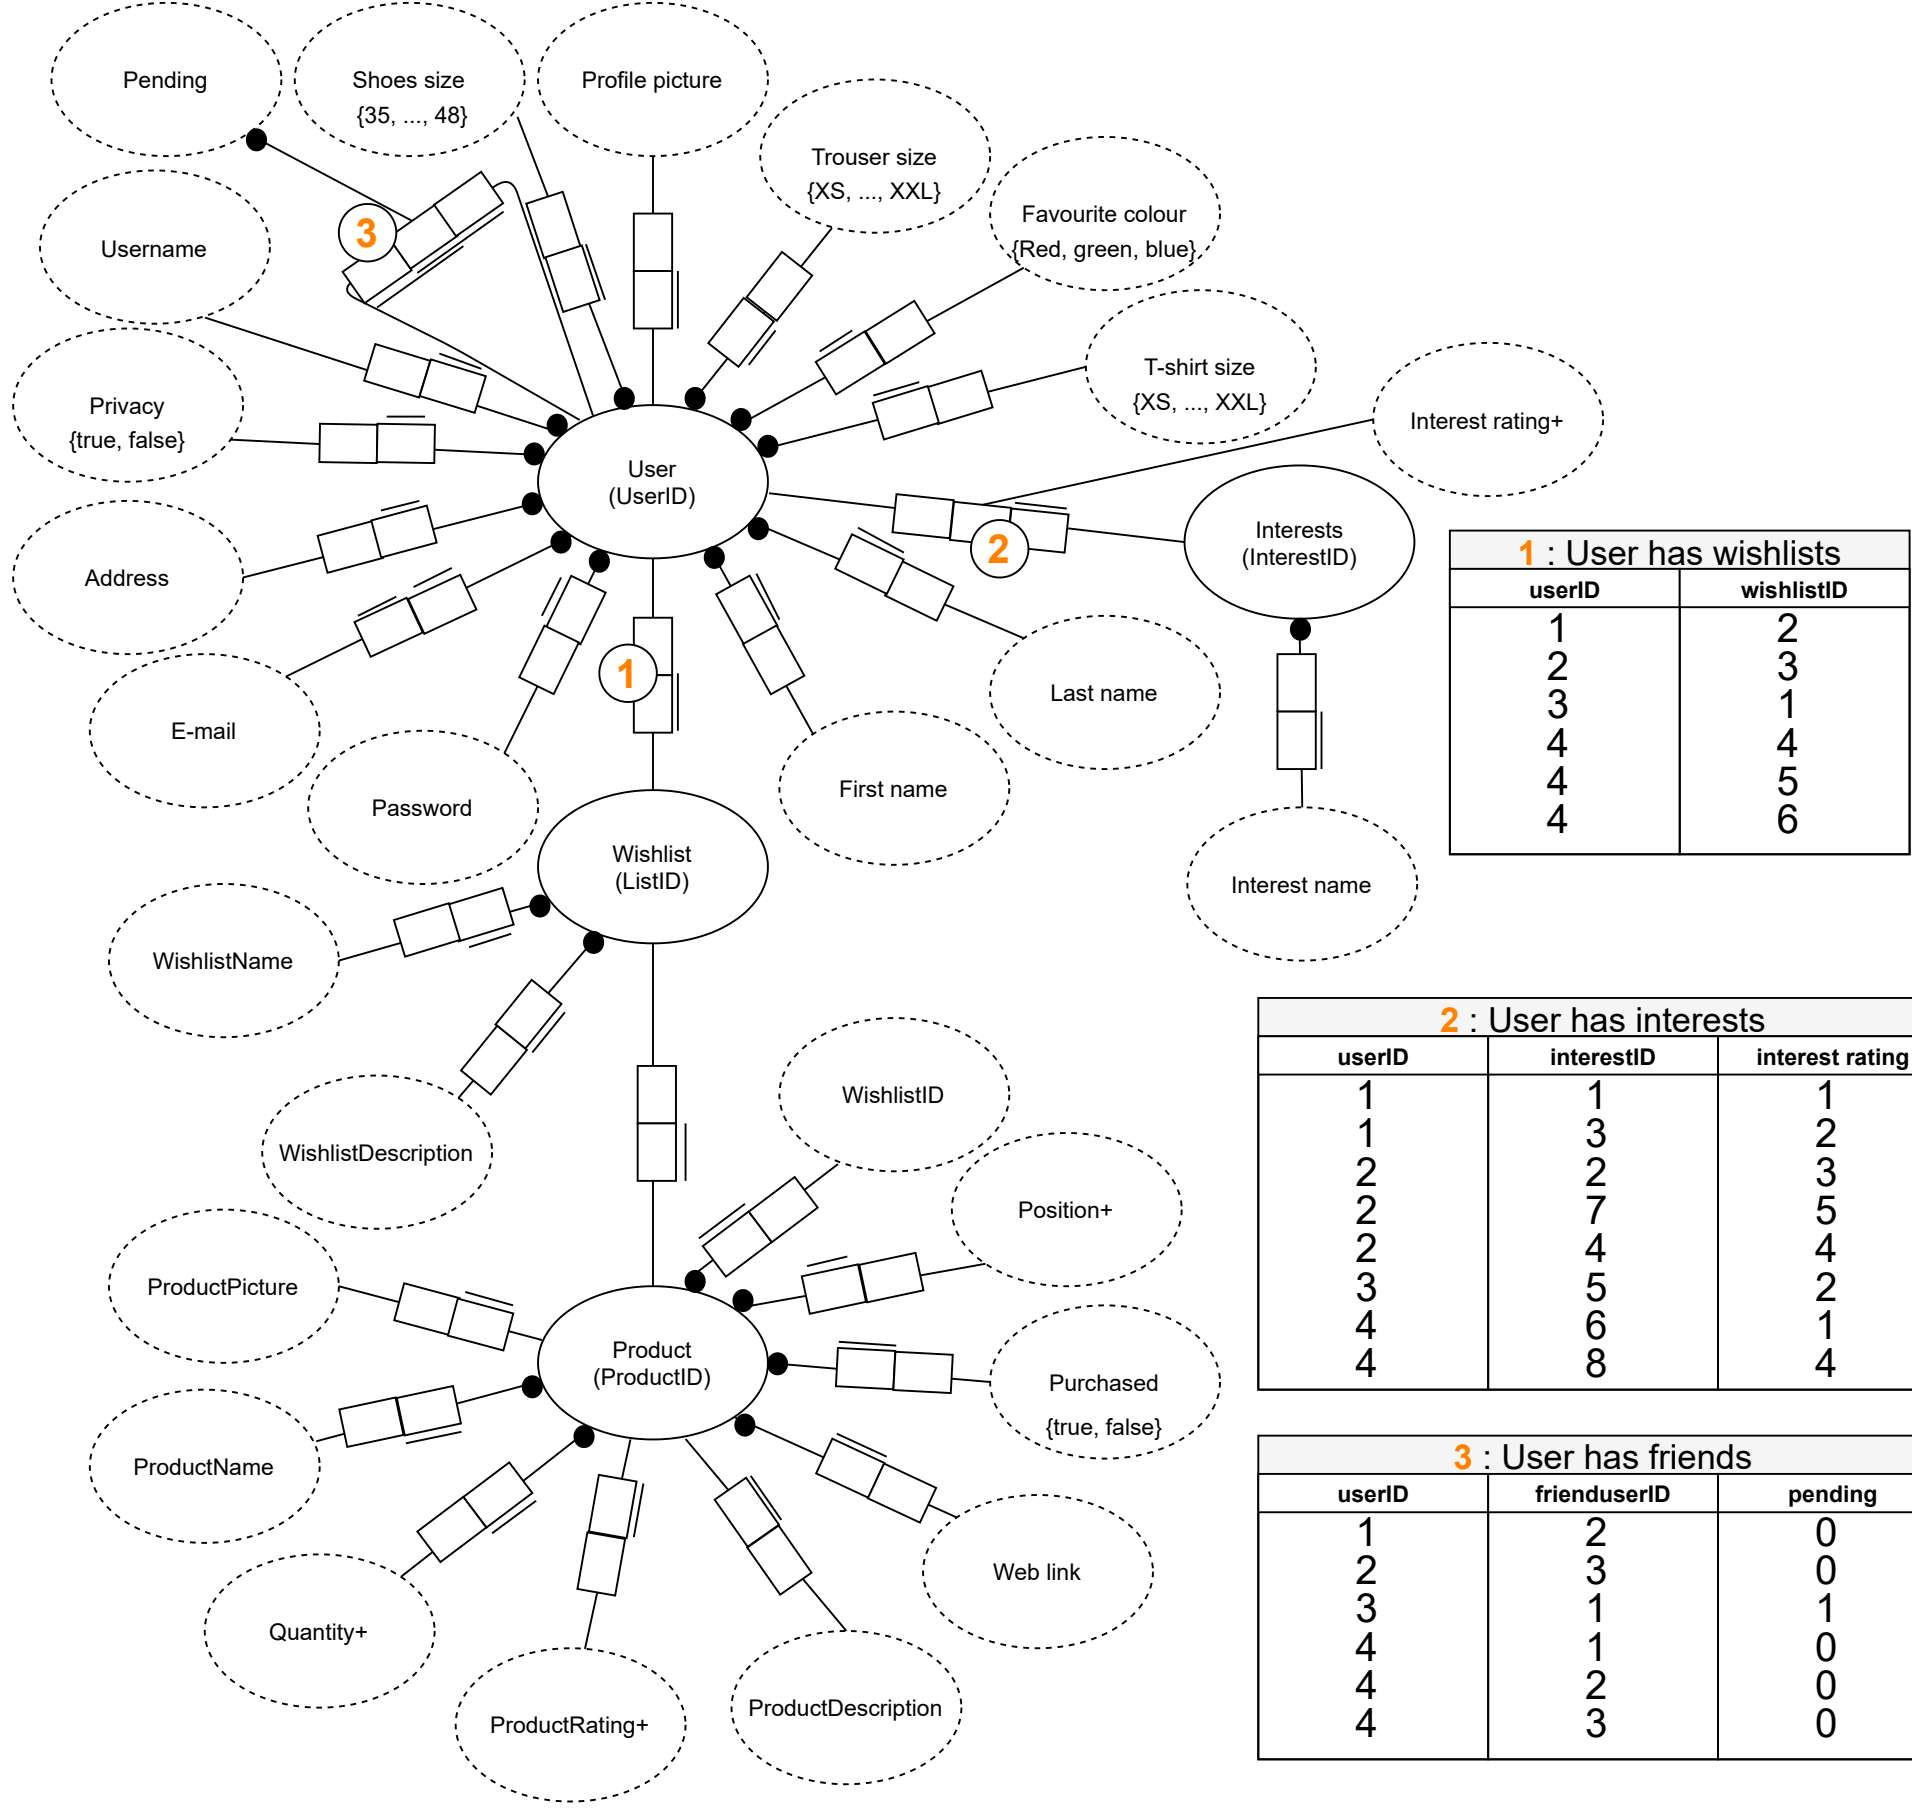 Pending
Shoes size
{35, ..., 48}
Profile picture
Trouser size
{XS, ..., XXL}
Favourite colour
{Red, green, blue}
3
Username
Privacy
{true, false}
T-shirt size
{XS, ..., XXL}
Interest rating+
User
(UserID)
2
Interests
(InterestID)
Address
E-mail
1
Password
First name
Last name
Interest name
Wishlist
(ListID)
WishlistName
WishlistDescription
WishlistID
Position+
ProductPicture
Product
(ProductID)
Purchased
{true, false}
ProductName
Web link
Quantity+
ProductRating+
ProductDescription
1 : User has wishlists
userID wishlistID
1 2
2 3
3 1
4 4
4 5
4 6
2 : User has interests
userID interestID interest rating
1 1 1
1 3 2
2 2 3
2 7 5
2 4 4
3 5 2
4 6 1
4 8 4
3 : User has friends
userID frienduserID pending
1 2 0
2 3 0
3 1 1
4 1 0
4 2 0
4 3 0